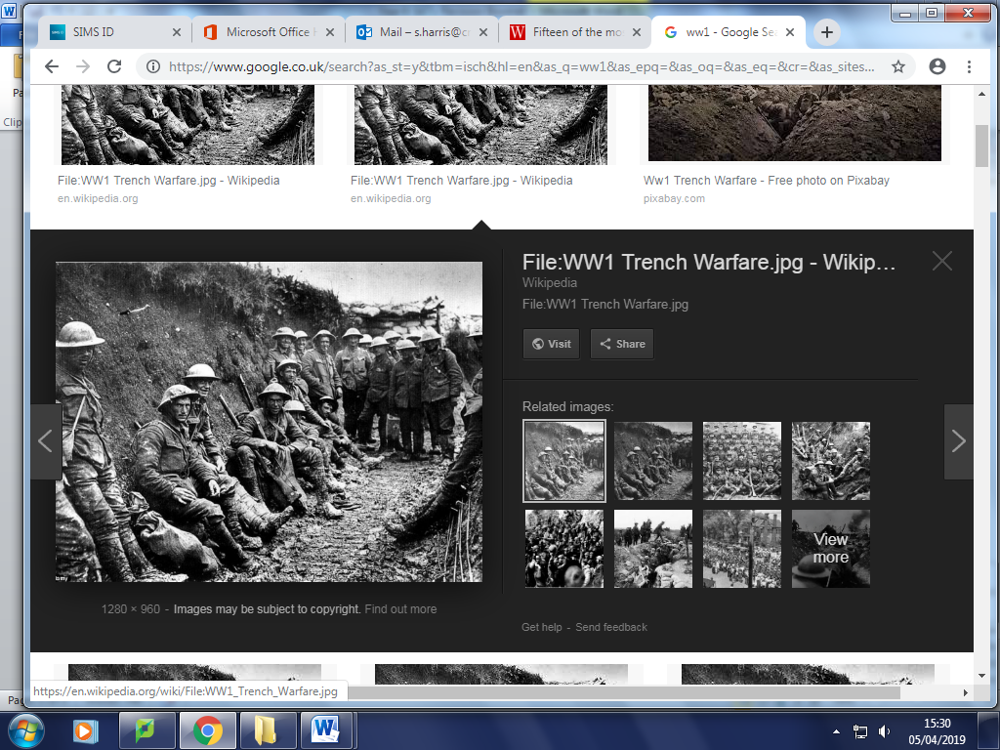 SIMS ID
Microsoft Office
Mail – s.harris@cr
Fifteen of the mo
ww1 - Google Sea
https://www.google.co.uk/search?as_st=y&tbm=isch&hl=en&as_q=ww1&as_epq=&as_oq=&as_eq=&cr=&as_sites...
Pa
Clip
File:WW1 Trench Warfare.jpg - Wikipedia
en.wikipedia.org
File:WW1 Trench Warfare.jpg - Wikipedia
en.wikipedia.org
Ww1 Trench Warfare - Free photo on Pixabay
pixabay.com
File:WW1 Trench Warfare.jpg - Wikip...
Wikipedia
File:WW1 Trench Warfare.jpg
Visit
Share
Related images:
View
more
1280 × 960 - Images may be subject to copyright. Find out more
Get help - Send feedback
https://en.wikipedia.org/wiki/File:WW1_Trench_Warfare.jpg
Pa
15:30
05/04/2019